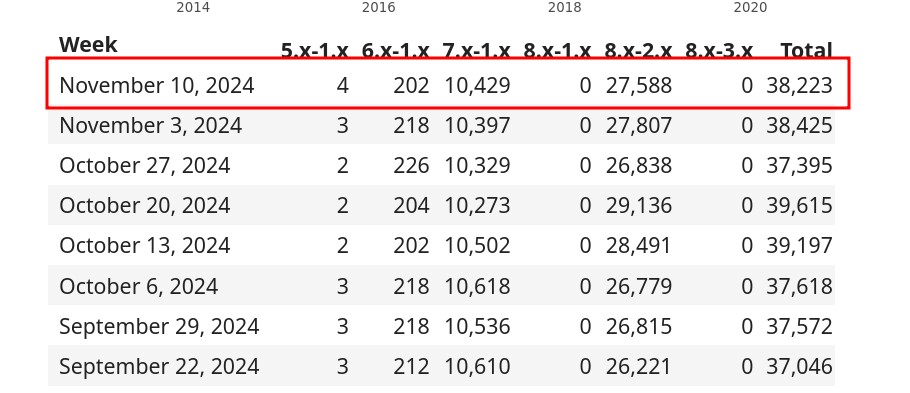 2014 2016 2018 2020
Week 5.x-1.x 6.x-1.x 7.x-1.x 8.x-1.x 8.x-2.x 8.x-3.x Total
November 10, 2024 4 202 10,429 0 27,588 0 38,223
November 3, 2024 3 218 10,397 0 27,807 0 38,425
October 27, 2024 2 226 10,329 0 26,838 0 37,395
October 20, 2024 2 204 10,273 0 29,136 0 39,615
October 13, 2024 2 202 10,502 0 28,491 0 39,197
October 6, 2024 3 218 10,618 0 26,779 0 37,618
September 29, 2024 3 218 10,536 0 26,815 0 37,572
September 22, 2024 3 212 10,610 0 26,221 0 37,046